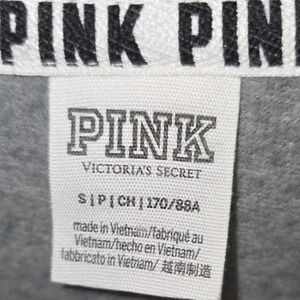 PINK PIN
PINK
VICTORIA'S SECRET
S|P|CH|170/88A
made in Vietnam/fabriqué au
Vietnam/hecho en Vietnam/
fabbricato in Vietnam/ 越南制造